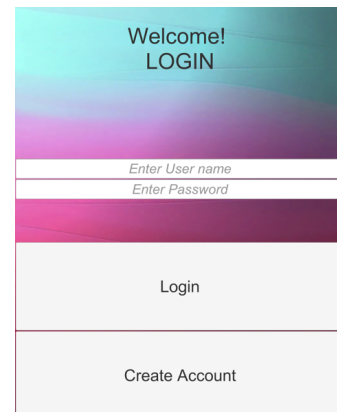 Welcome!
LOGIN
Enter User name
Enter Password
Login
Create Account